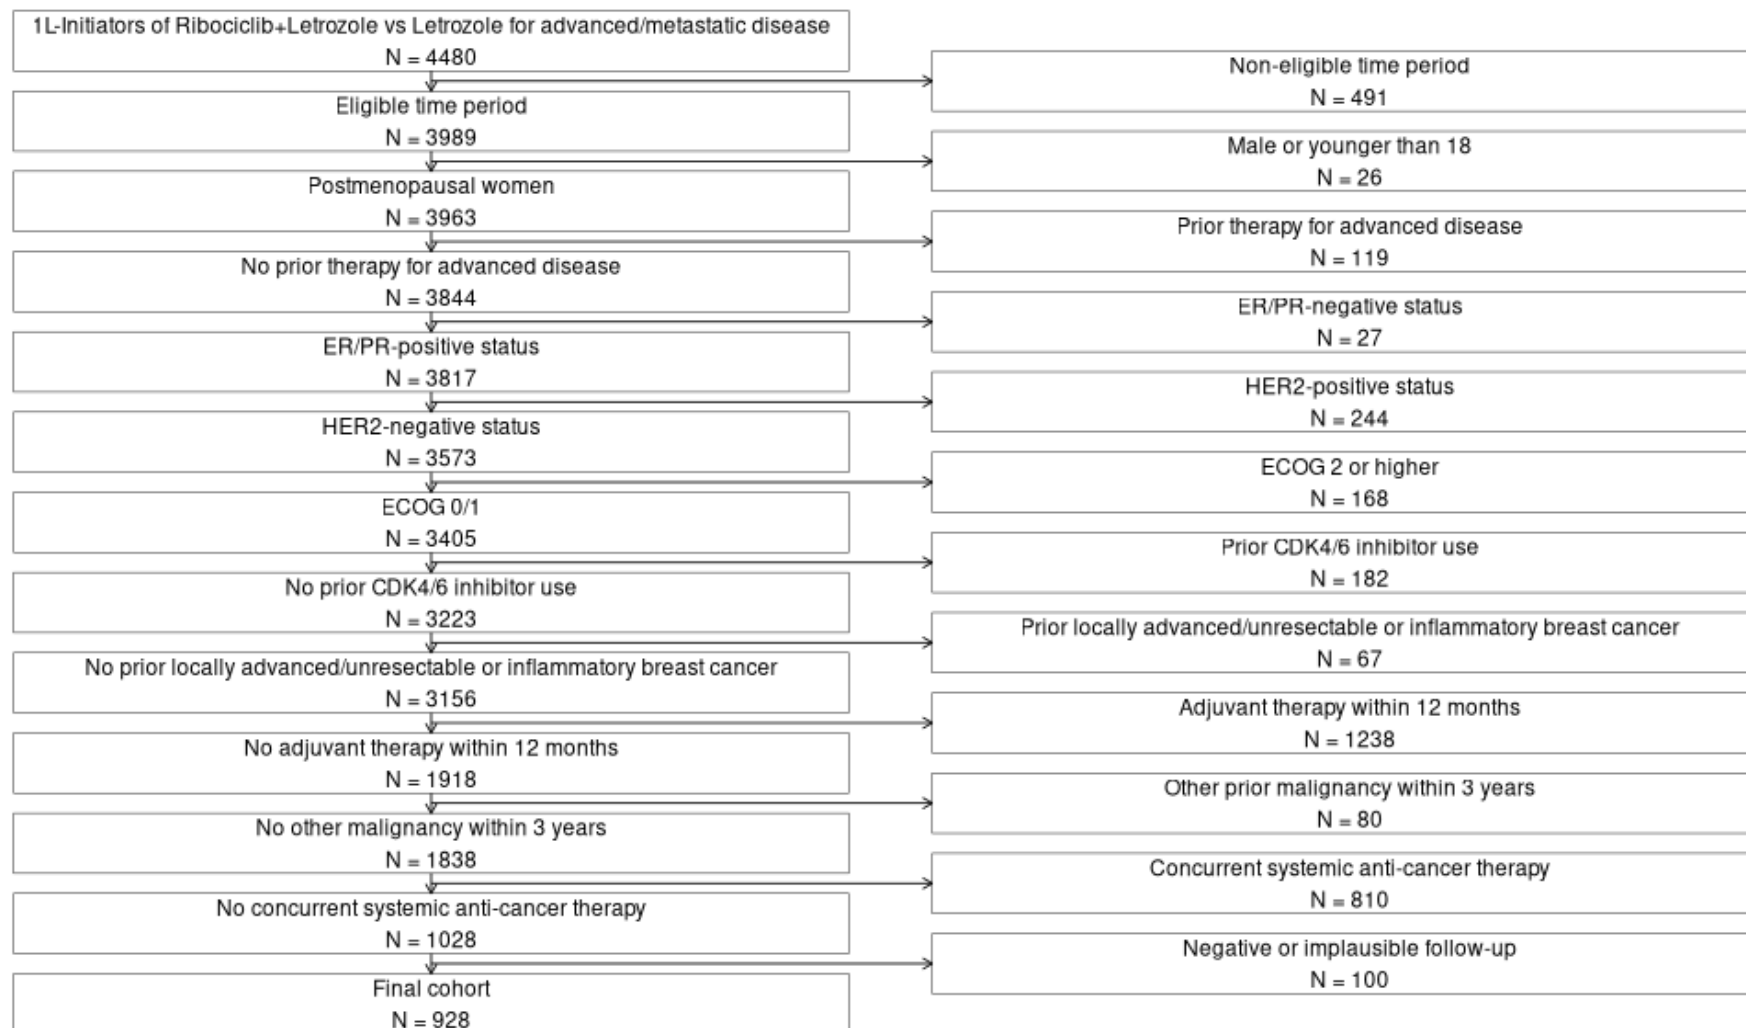 1L-Initiators of Ribociclib+Letrozole vs Letrozole for advanced/metastatic disease
N = 4480
Non-eligible time period
N = 491
Eligible time period
N = 3989
Male or younger than 18
N = 26
Postmenopausal women
N = 3963
Prior therapy for advanced disease
N = 119
No prior therapy for advanced disease
N = 3844
ER/PR-negative status
N = 27
ER/PR-positive status
N = 3817
HER2-positive status
N = 244
HER2-negative status
N = 3573
ECOG 2 or higher
N = 168
ECOG 0/1
N = 3405
Prior CDK4/6 inhibitor use
N = 182
No prior CDK4/6 inhibitor use
N = 3223
Prior locally advanced/unresectable or inflammatory breast cancer
N = 67
No prior locally advanced/unresectable or inflammatory breast cancer
N = 3156
Adjuvant therapy within 12 months
N = 1238
No adjuvant therapy within 12 months
N = 1918
Other prior malignancy within 3 years
N = 80
No other malignancy within 3 years
N = 1838
Concurrent systemic anti-cancer therapy
N = 810
No concurrent systemic anti-cancer therapy
N = 1028
Negative or implausible follow-up
N = 100
Final cohort
N = 928